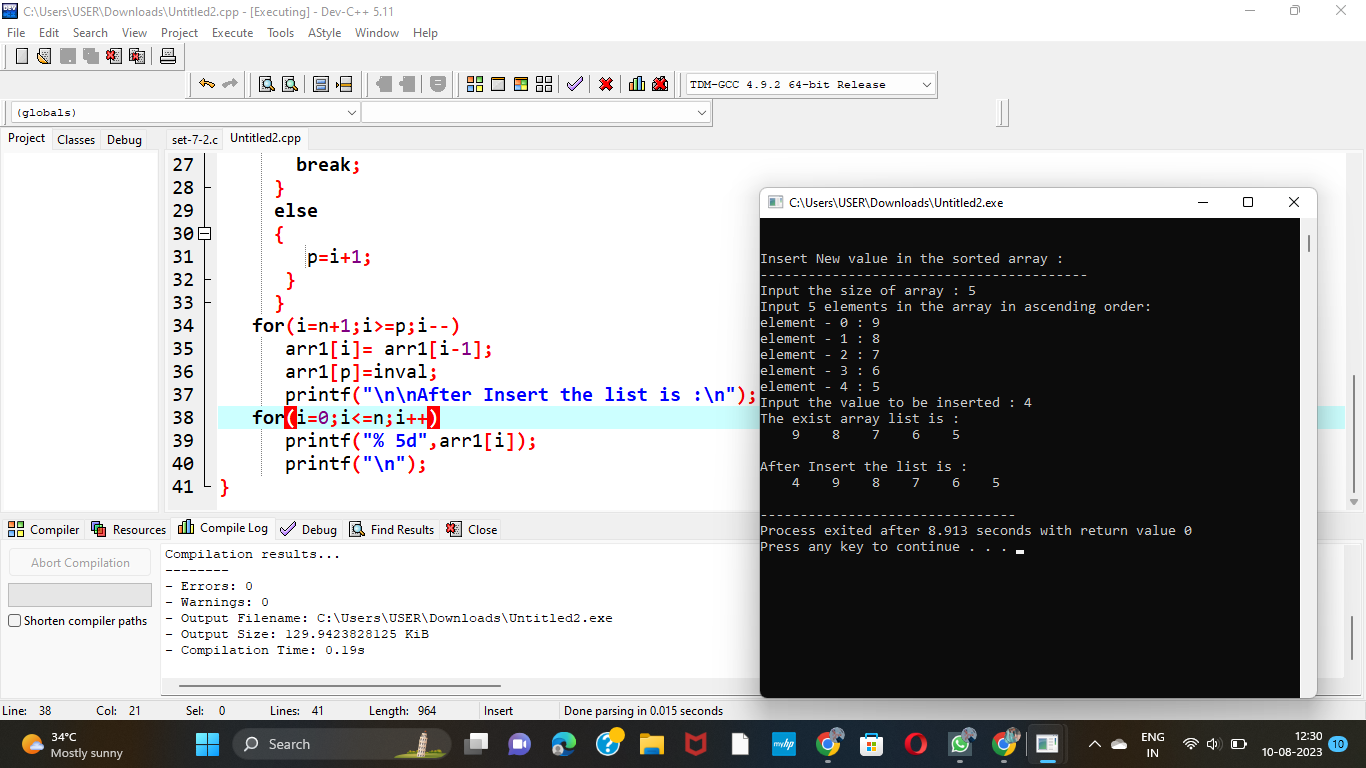 C:\Users\USER\Downloads\Untitled2.cpp - [Executing] - Dev-C++ 5.11
File Edit Search View Project Execute Tools AStyle Window Help
TDM-GCC 4.9.2 64-bit Release
(globals)
Project Classes Debug
set-7-2.c Untitled2.cpp
27 break;
28 }
29 else
30 {
31 p=i+1;
32 }
33 }
34 for(i=n+1;i>=p;i--)
35 arr1[i]= arr1[i-1];
36 arr1[p]=inval;
37 printf("\n\nAfter Insert the list is :\n");
38 for(i=0;i<=n;i++)
39 printf("% 5d",arr1[i]);
40 printf("\n");
41 }
C:\Users\USER\Downloads\Untitled2.exe
Insert New value in the sorted array :
-----------------------------------------
Input the size of array : 5
Input 5 elements in the array in ascending order:
element - 0 : 9
element - 1 : 8
element - 2 : 7
element - 3 : 6
element - 4 : 5
Input the value to be inserted : 4
The exist array list is :
9 8 7 6 5
After Insert the list is :
4 9 8 7 6 5
--------------------------------
Process exited after 8.913 seconds with return value 0
Press any key to continue . . .
Compiler Resources Compile Log Debug Find Results Close
Abort Compilation
Shorten compiler paths
Compilation results...
--------
- Errors: 0
- Warnings: 0
- Output Filename: C:\Users\USER\Downloads\Untitled2.exe
- Output Size: 129.9423828125 KiB
- Compilation Time: 0.19s
Line: 38 Col: 21 Sel: 0 Lines: 41 Length: 964 Insert Done parsing in 0.015 seconds
34°C
Mostly sunny
Search
myhp
ENG
IN
12:30
10-08-2023
10